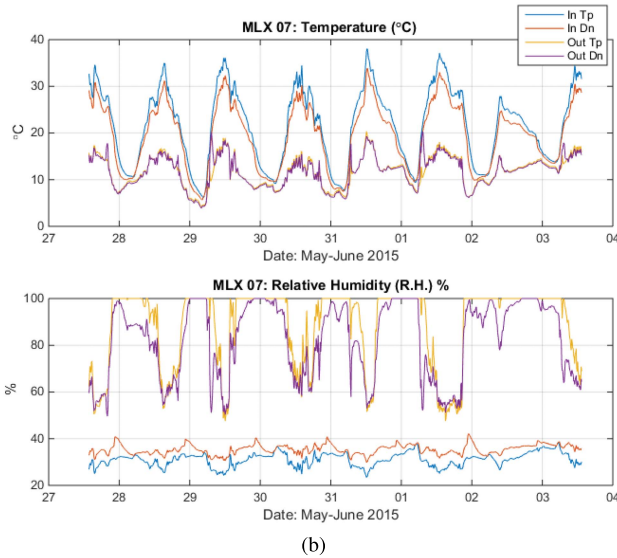 MLX 07: Temperature (°C)
In Tp
In Dn
Out Tp
Out Dn
40
30
20
10
0
°C
27
28
29
30
31
01
02
03
04
Date: May-June 2015
MLX 07: Relative Humidity (R.H.) %
100
80
60
40
20
%
27
28
29
30
31
01
02
03
04
Date: May-June 2015
(b)